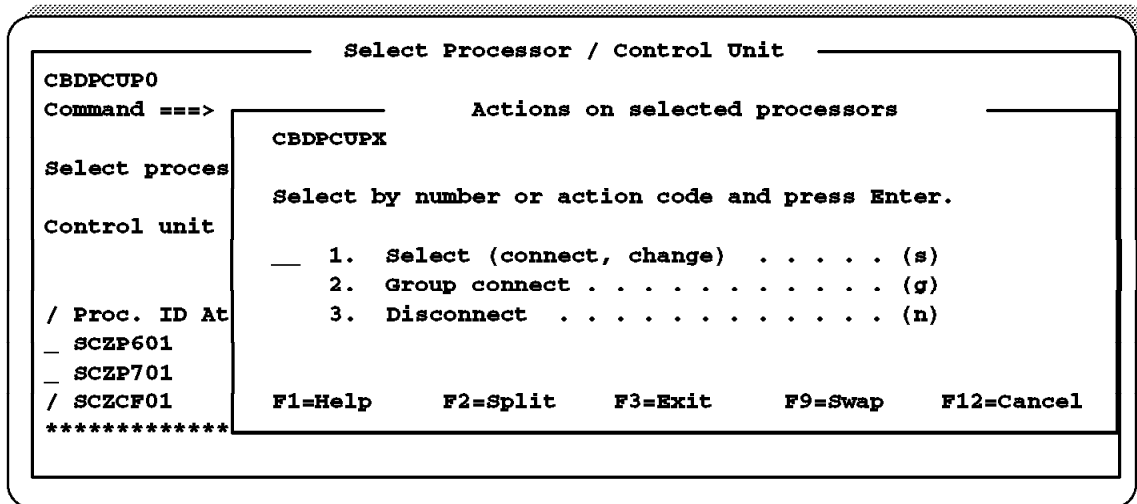 Select Processor / Control Unit
CBDPCUP0
Command ===>
Actions on selected processors
CBDPCUPX
Select proces
Select by number or action code and press Enter.
Control unit
__ 1. Select (connect, change) . . . . . (s)
2. Group connect . . . . . . . . . . . (g)
/ Proc. ID At
3. Disconnect . . . . . . . . . . . . (n)
_ SCZP601
_ SCZP701
/ SCZCF01
F1=Help F2=Split F3=Exit F9=Swap F12=Cancel
*************